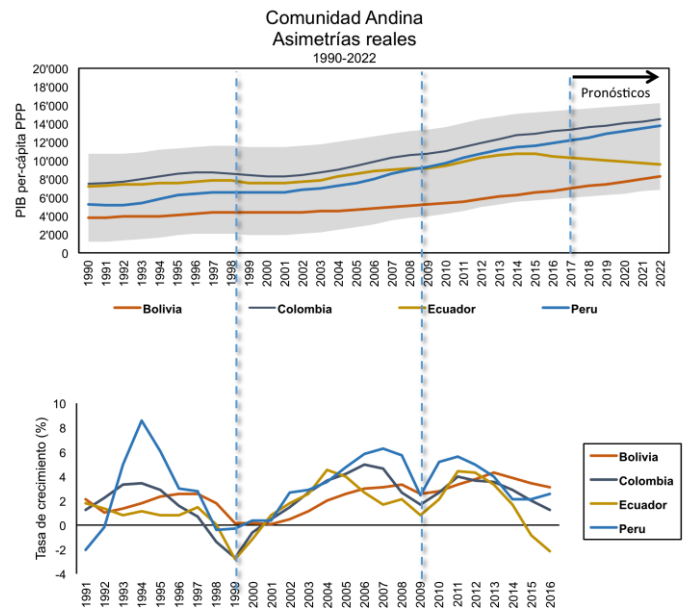 Comunidad Andina
Asimetrías reales
1990-2022
PIB per-cápita PPP
20'000
18'000
16'000
14'000
12'000
10'000
8'000
6'000
4'000
2'000
0
Pronósticos
1990 1991 1992 1993 1994 1995 1996 1997 1998 1999 2000 2001 2002 2003 2004 2005 2006 2007 2008 2009 2010 2011 2012 2013 2014 2015 2016 2017 2018 2019 2020 2021 2022
Bolivia Colombia Ecuador Peru
Tasa de crecimiento (%)
10
8
6
4
2
0
-2
-4
1991 1992 1993 1994 1995 1996 1997 1998 1999 2000 2001 2002 2003 2004 2005 2006 2007 2008 2009 2010 2011 2012 2013 2014 2015 2016
Bolivia
Colombia
Ecuador
Peru